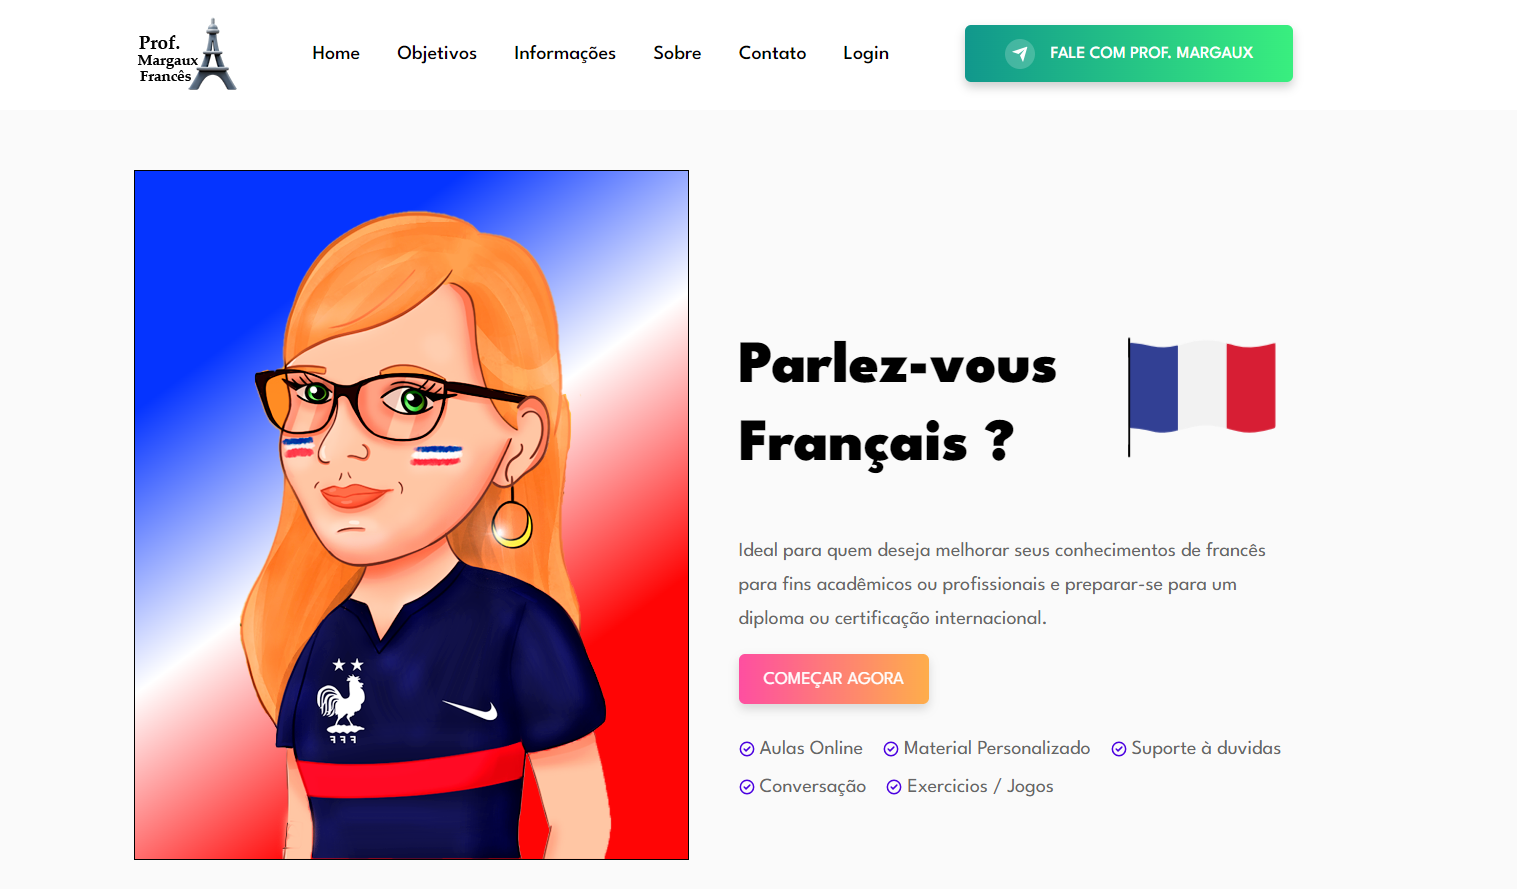 Prof.
Margaux
Francês
Home Objetivos Informações Sobre Contato Login
FALE COM PROF. MARGAUX
Parlez-vous
Français ?
Ideal para quem deseja melhorar seus conhecimentos de francês
para fins acadêmicos ou profissionais e preparar-se para um
diploma ou certificação internacional.
COMEÇAR AGORA
Aulas Online Material Personalizado Suporte à duvidas
Conversação Exercicios / Jogos